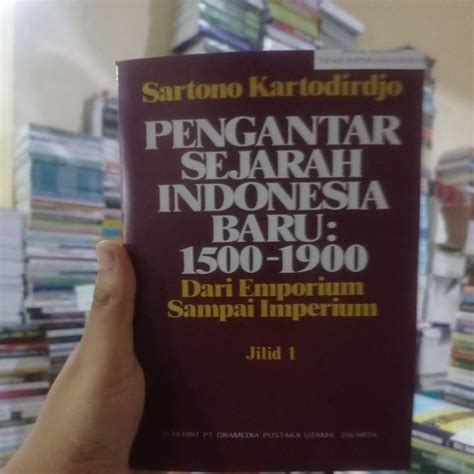 Sartono Kartodirdjo
PENGANTAR
SEJARAH
INDONESIA
BARU:
1500-1900
Dari Emporium
Sampai Imperium
Jilid 1
PENERBIT PT GRAMEDIA PUSTAKA UTAMA, JAKARTA